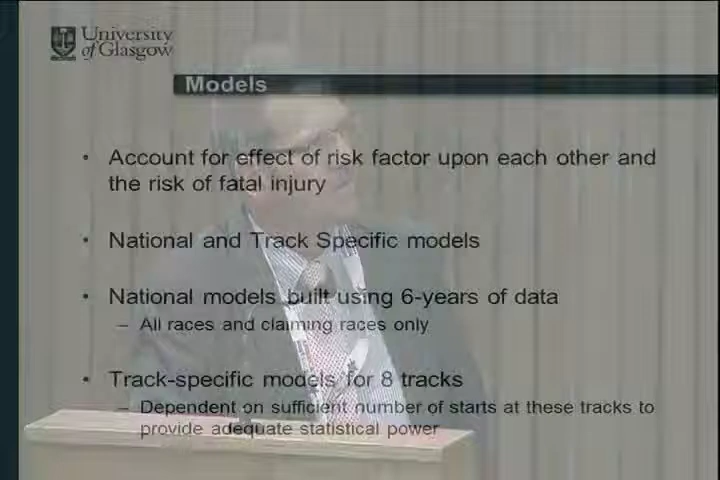 University
of Glasgow
Models
• Account for effect of risk factor upon each other and
the risk of fatal injury
• National and Track Specific models
• National models built using 6-years of data
– All races and claiming races only
• Track-specific models for 8 tracks
– Dependent on sufficient number of starts at these tracks to
provide adequate statistical power